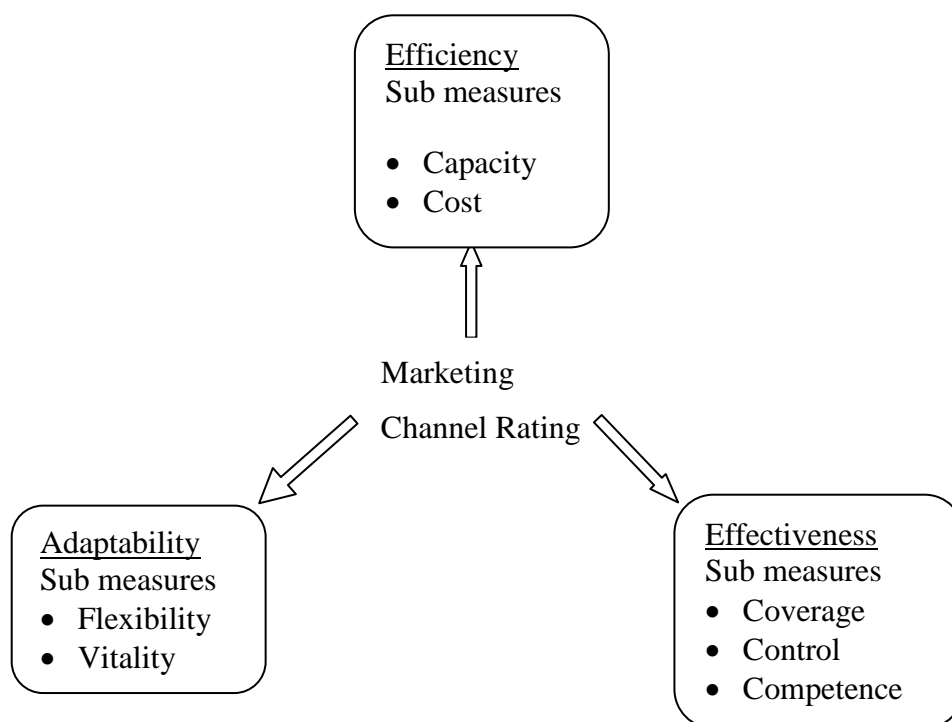 Efficiency
Sub measures
• Capacity
• Cost
Marketing
Channel Rating
Adaptability
Sub measures
• Flexibility
• Vitality
Effectiveness
Sub measures
• Coverage
• Control
• Competence